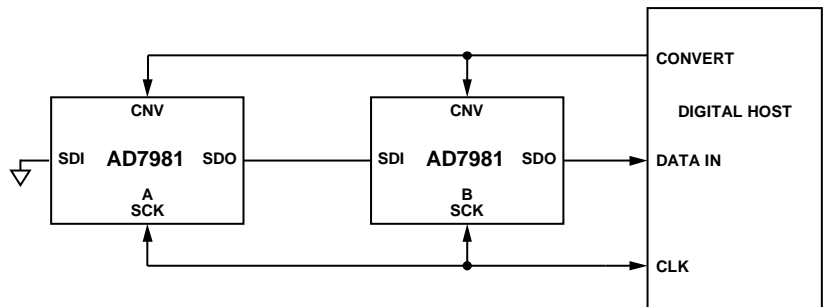 CONVERT
CNV
CNV
DIGITAL HOST
SDI AD7981 SDO
SDI AD7981 SDO
DATA IN
A
SCK
B
SCK
CLK